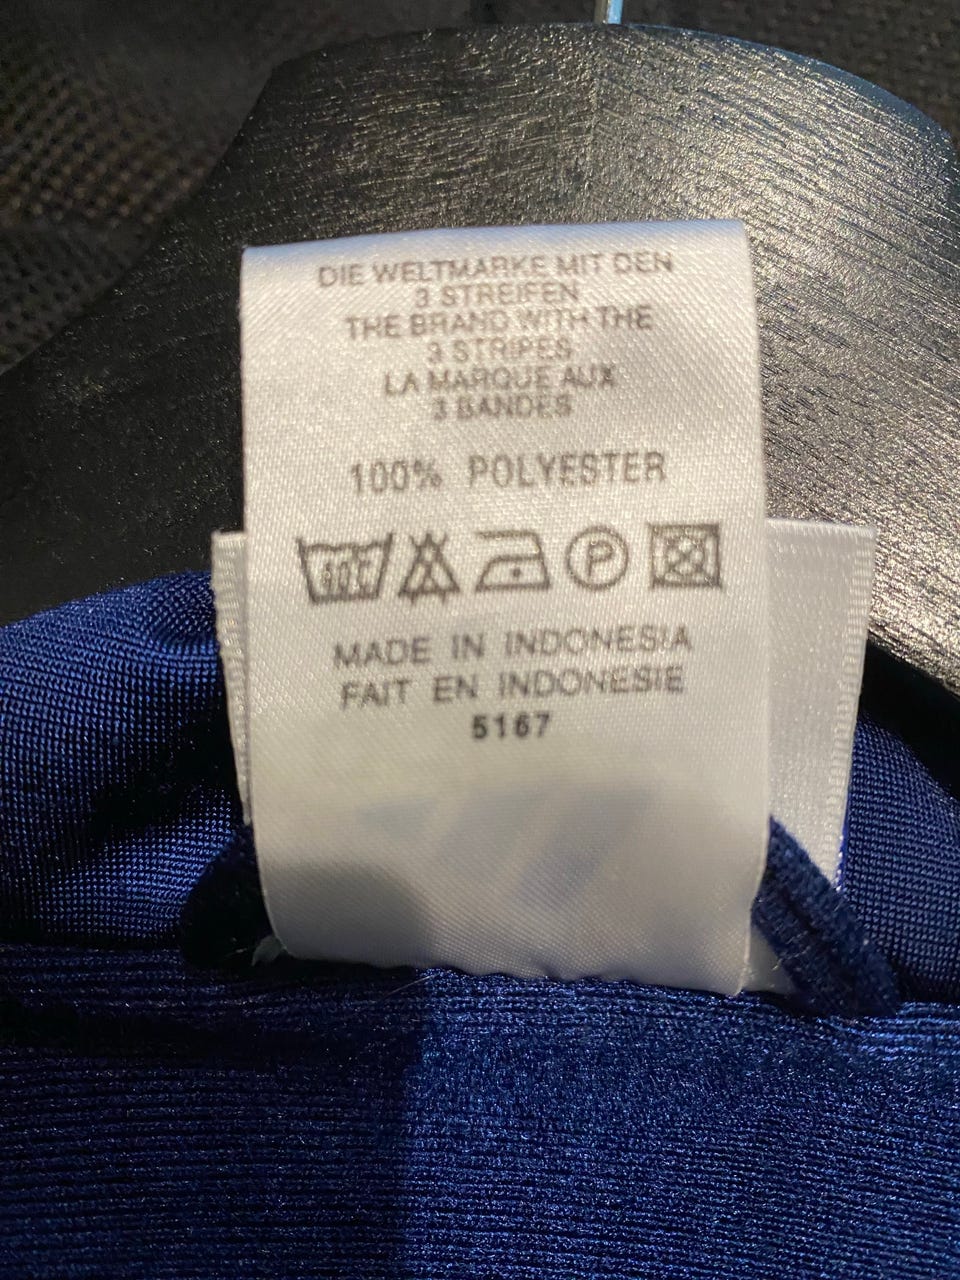 DIE WELTMARKE MIT DEN
3 STREIFEN
THE BRAND WITH THE
3 STRIPES
LA MARQUE AUX
3 BANDES
100% POLYESTER
40°C P
MADE IN INDONESIA
FAIT EN INDONESIE
5167